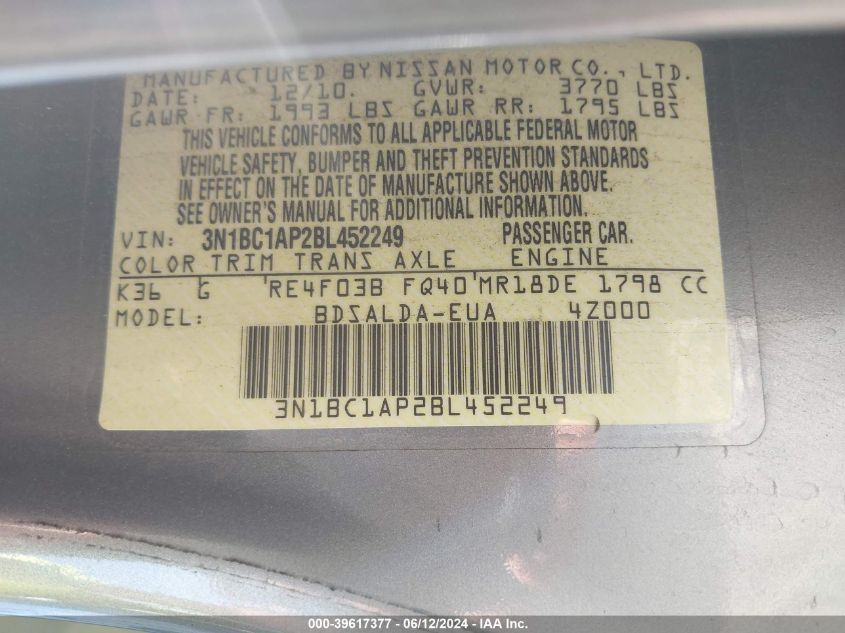 MANUFACTURED BY NISSAN MOTOR CO., LTD.
DATE: 12/10. GVWR: 3770 LBS
GAWR FR: 1993 LBS GAWR RR: 1795 LBS
THIS VEHICLE CONFORMS TO ALL APPLICABLE FEDERAL MOTOR
VEHICLE SAFETY, BUMPER AND THEFT PREVENTION STANDARDS
IN EFFECT ON THE DATE OF MANUFACTURE SHOWN ABOVE.
SEE OWNER'S MANUAL FOR ADDITIONAL INFORMATION.
VIN: 3N1BC1AP2BL452249 PASSENGER CAR.
COLOR TRIM TRANS AXLE ENGINE
K36 G RE4F03B FQ40 MR18DE 1798 CC
MODEL: BDSALDA-EUA 4Z000
3N1BC1AP2BL452249
000-39617377 - 06/12/2024 - IAA Inc.